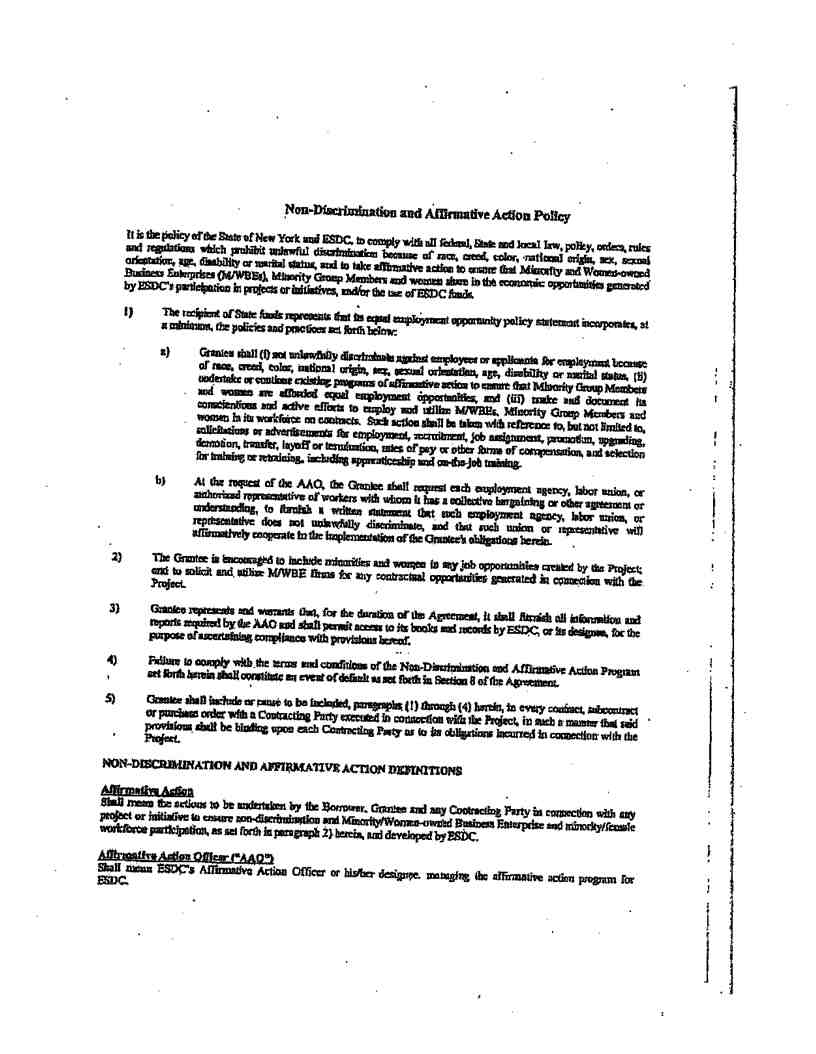 Non-Discrimination and Affirmative Action Policy
It is the policy of the State of New York and ESDC, to comply with all federal, State and local law, policy, orders, rules
and regulations which prohibit unlawful discrimination because of race, creed, color, national origin, sex, sexual
orientation, age, disability or marital status, and to take affirmative action to ensure that Minority and Women-owned
Business Enterprises (M/WBEs), Minority Group Members and women share in the economic opportunities generated
by ESDC's participation in projects or initiatives, and/or the use of ESDC funds.
1) The recipient of State funds represents that its equal employment opportunity policy statement incorporates, at
a minimum, the policies and practices set forth below:
a) Grantee shall (i) not unlawfully discriminate against employees or applicants for employment because
of race, creed, color, national origin, sex, sexual orientation, age, disability or marital status, (ii)
undertake or continue existing programs of affirmative action to ensure that Minority Group Members
and women are afforded equal employment opportunities, and (iii) make and document its
conscientious and active efforts to employ and utilize M/WBEs, Minority Group Members and
women in its workforce on contracts. Such action shall be taken with reference to, but not limited to,
solicitations or advertisements for employment, recruitment, job assignment, promotion, upgrading,
demotion, transfer, layoff or termination, rates of pay or other forms of compensation, and selection
for training or retraining, including apprenticeship and on-the-job training.
b) At the request of the AAO, the Grantee shall request each employment agency, labor union, or
authorized representative of workers with whom it has a collective bargaining or other agreement or
understanding, to furnish a written statement that such employment agency, labor union, or
representative does not unlawfully discriminate, and that such union or representative will
affirmatively cooperate in the implementation of the Grantee's obligations herein.
2) The Grantee is encouraged to include minorities and women in any job opportunities created by the Project;
and to solicit and utilize M/WBE firms for any contractual opportunities generated in connection with the
Project.
3) Grantee represents and warrants that, for the duration of the Agreement, it shall furnish all information and
reports required by the AAO and shall permit access to its books and records by ESDC, or its designee, for the
purpose of ascertaining compliance with provisions hereof.
4) Failure to comply with the terms and conditions of the Non-Discrimination and Affirmative Action Program
set forth herein shall constitute an event of default as set forth in Section 8 of the Agreement.
5) Grantee shall include or cause to be included, paragraphs (1) through (4) herein, in every contract, subcontract
or purchase order with a Contracting Party executed in connection with the Project, in such a manner that said
provisions shall be binding upon each Contracting Party as to its obligations incurred in connection with the
Project.
NON-DISCRIMINATION AND AFFIRMATIVE ACTION DEFINITIONS
Affirmative Action
Shall mean the actions to be undertaken by the Borrower, Grantee and any Contracting Party in connection with any
project or initiative to ensure non-discrimination and Minority/Women-owned Business Enterprise and minority/female
workforce participation, as set forth in paragraph 2) herein, and developed by ESDC.
Affirmative Action Officer ("AAO")
Shall mean ESDC's Affirmative Action Officer or his/her designee, managing the affirmative action program for
ESDC.